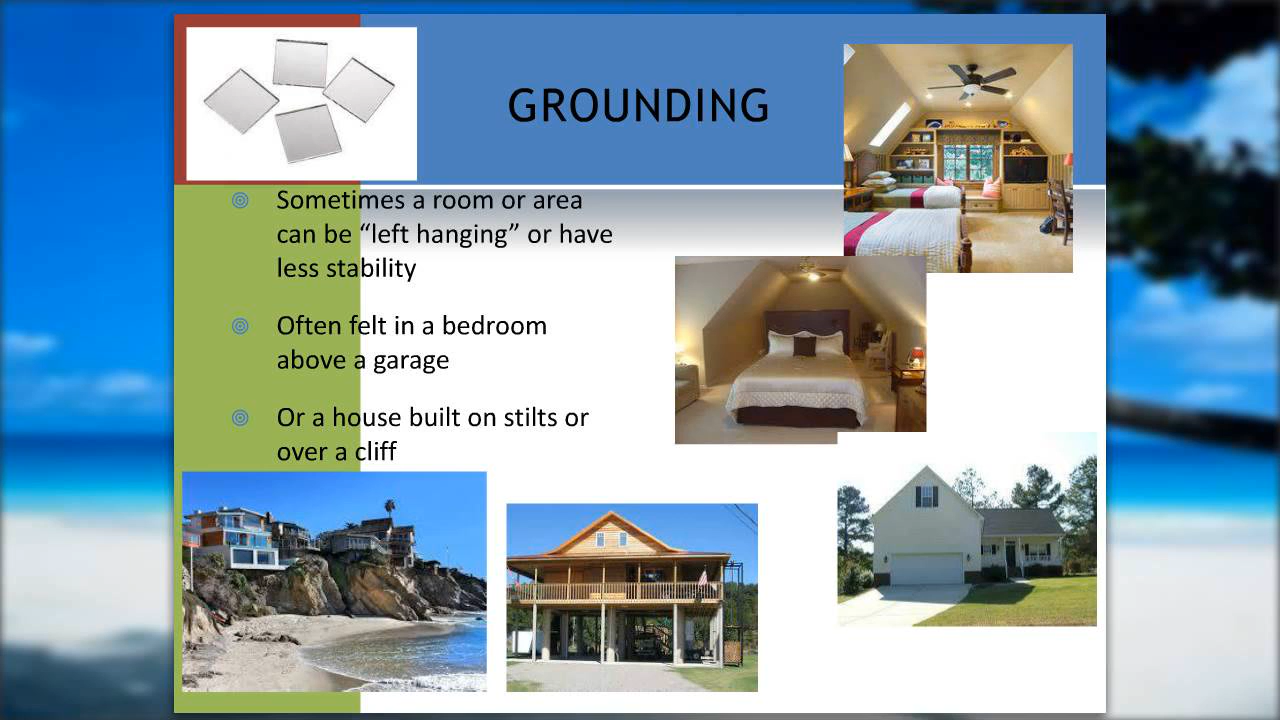 GROUNDING
Sometimes a room or area
can be “left hanging” or have
less stability
Often felt in a bedroom
above a garage
Or a house built on stilts or
over a cliff